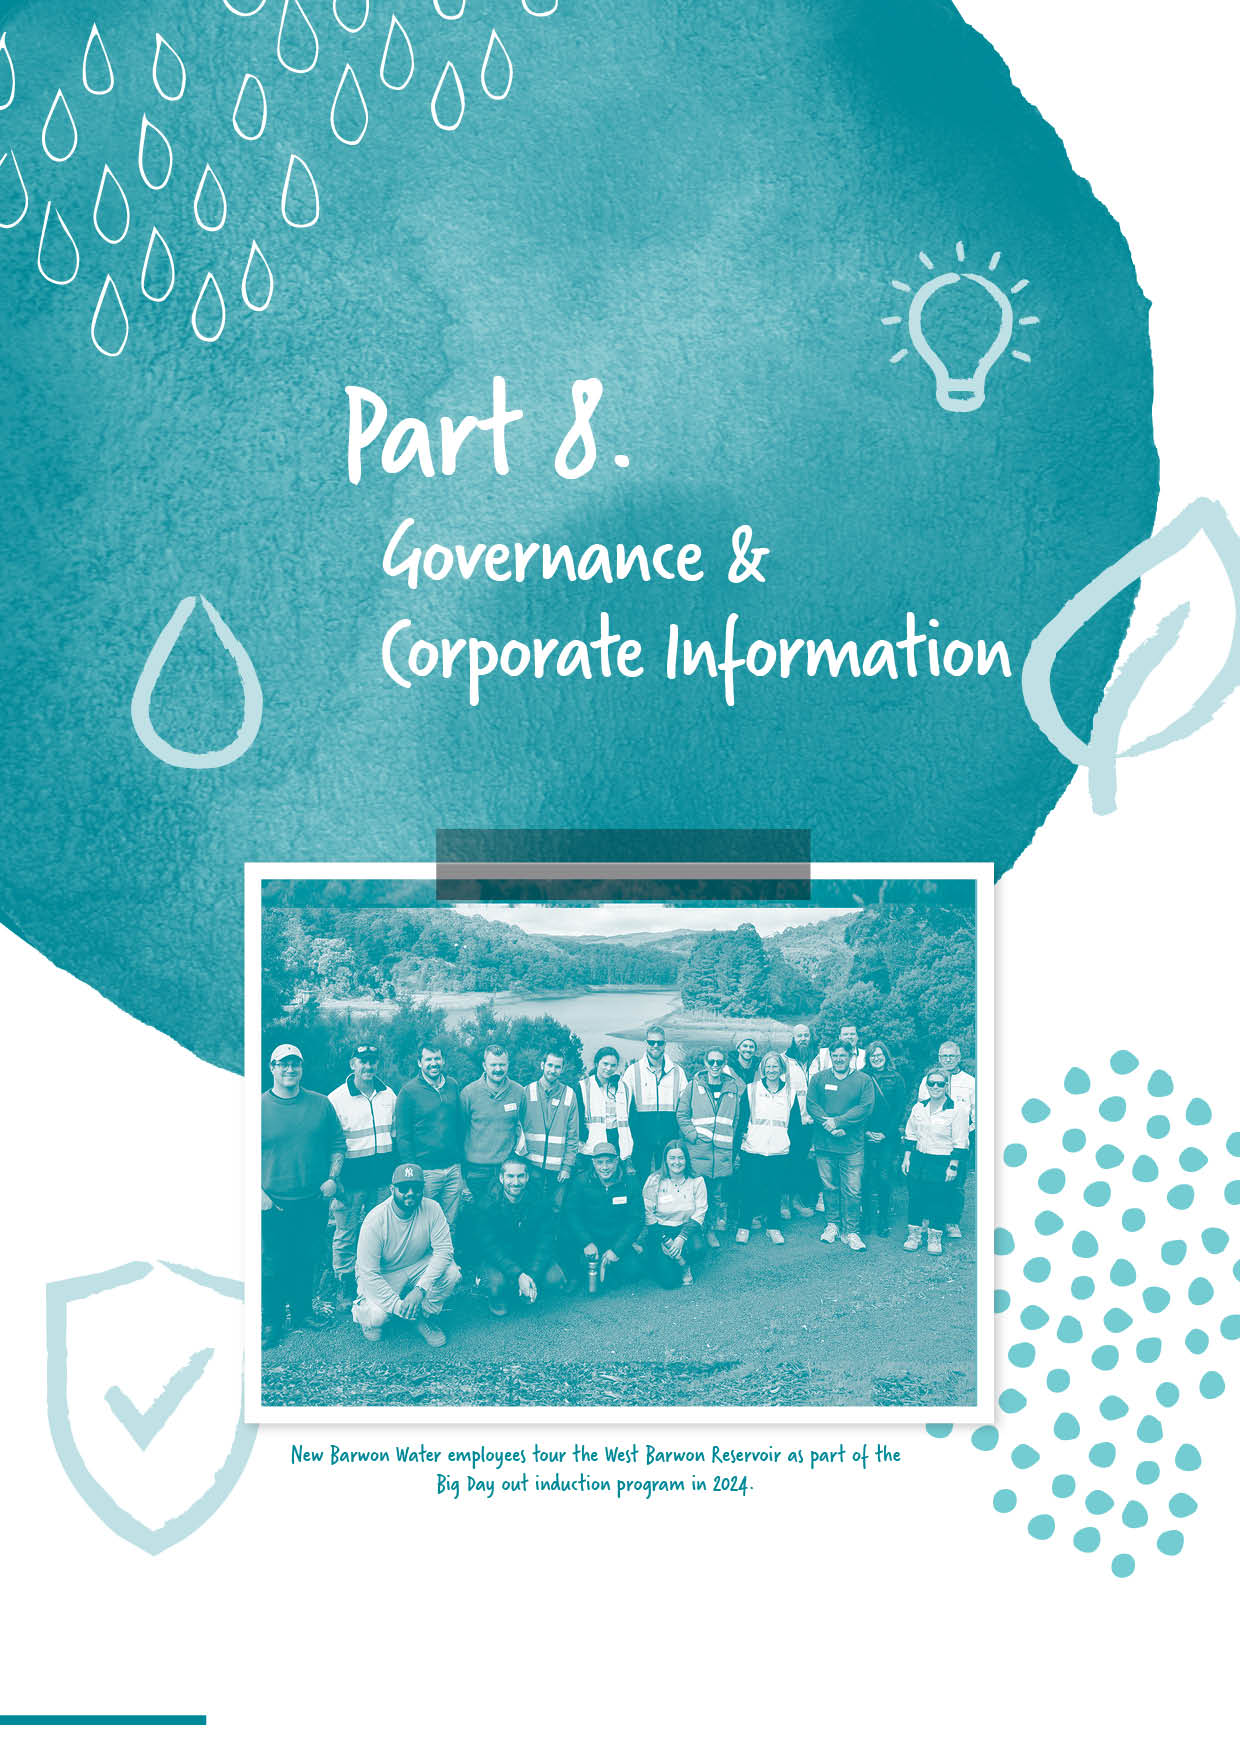 Part 8.
Governance &
Corporate Information
NY
New Barwon Water employees tour the West Barwon Reservoir as part of the
Big Day out induction program in 2024.